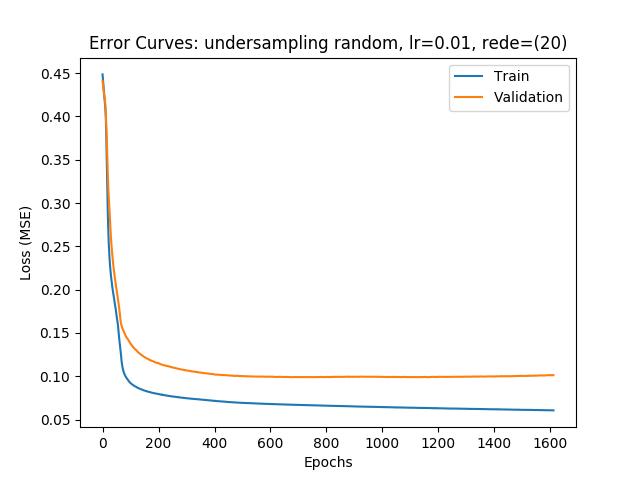 Error Curves: undersampling random, lr=0.01, rede=(20)
Train
Validation
Loss (MSE)
0.45
0.40
0.35
0.30
0.25
0.20
0.15
0.10
0.05
0 200 400 600 800 1000 1200 1400 1600
Epochs